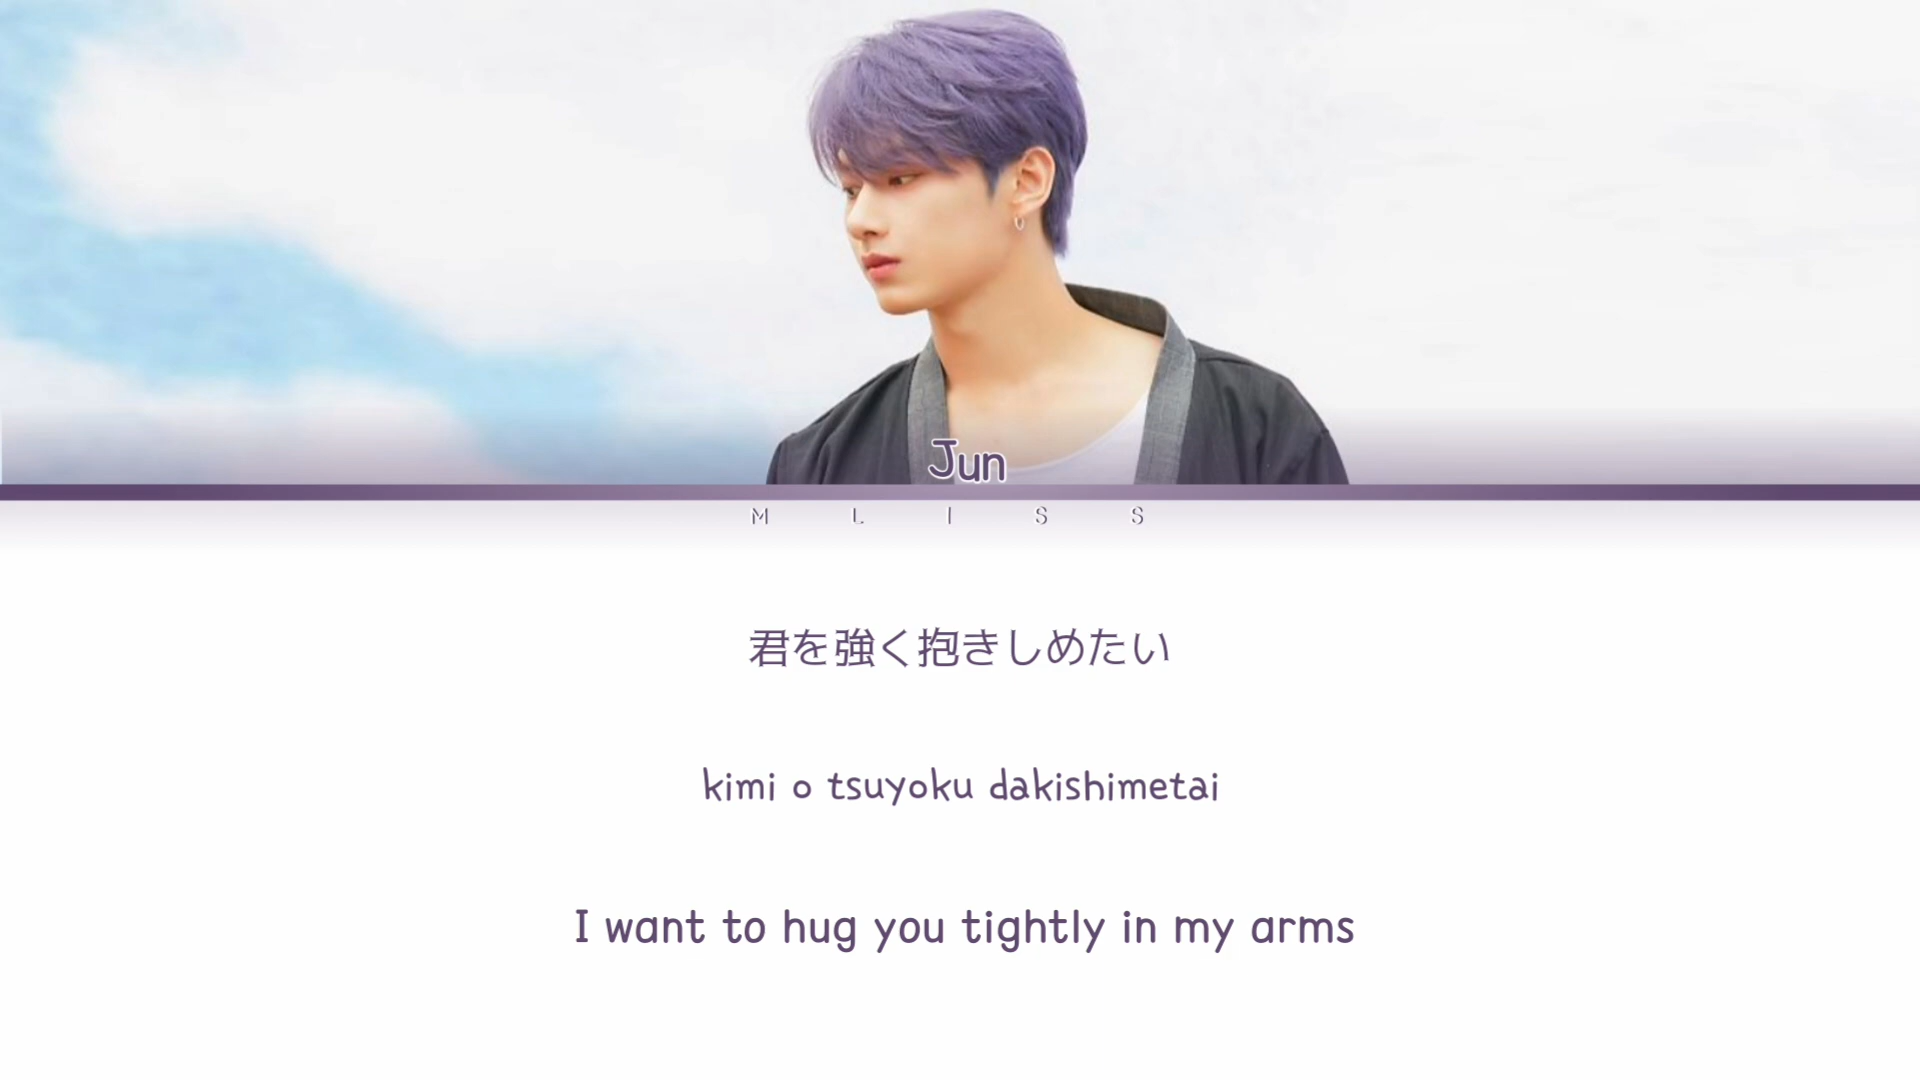 Jun
M L I S S
君を強く抱きしめたい
kimi o tsuyoku dakishimetai
I want to hug you tightly in my arms